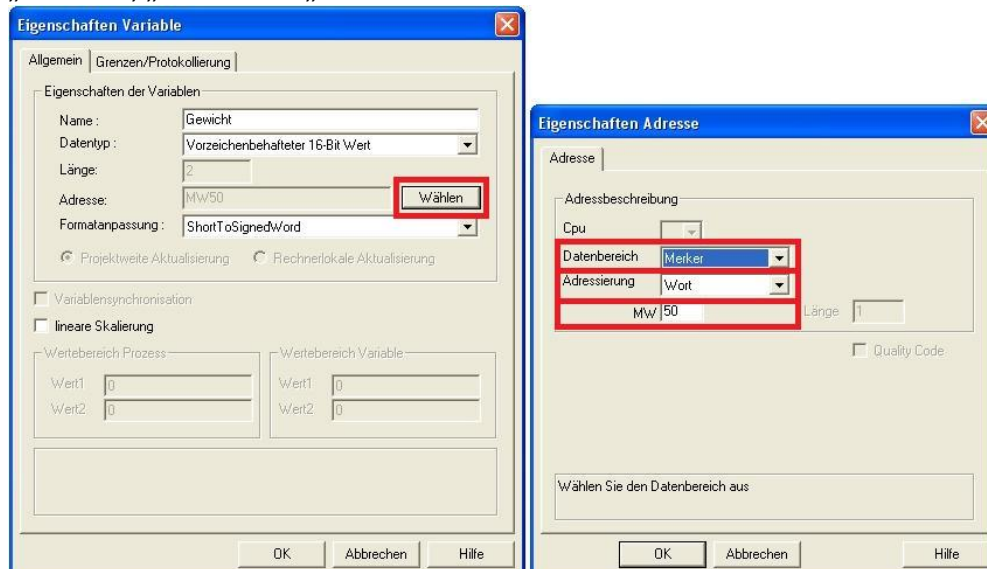 Eigenschaften Variable
Allgemein Grenzen/Protokollierung
Eigenschaften der Variablen
Name : Gewicht
Datentyp : Vorzeichenbehafteter 16-Bit Wert
Länge: 2
Adresse: MW50 Wählen
Formatanpassung : ShortToSignedWord
Projektweite Aktualisierung Rechnerlokale Aktualisierung
Variablensynchronisation
lineare Skalierung
Wertebereich Prozess Wertebereich Variable
Wert1 0 Wert1 0
Wert2 0 Wert2 0
OK Abbrechen Hilfe
Eigenschaften Adresse
Adresse
Adressbeschreibung
Cpu
Datenbereich Merker
Adressierung Wort
MW 50 Länge 1
Quality Code
Wählen Sie den Datenbereich aus
OK Abbrechen Hilfe